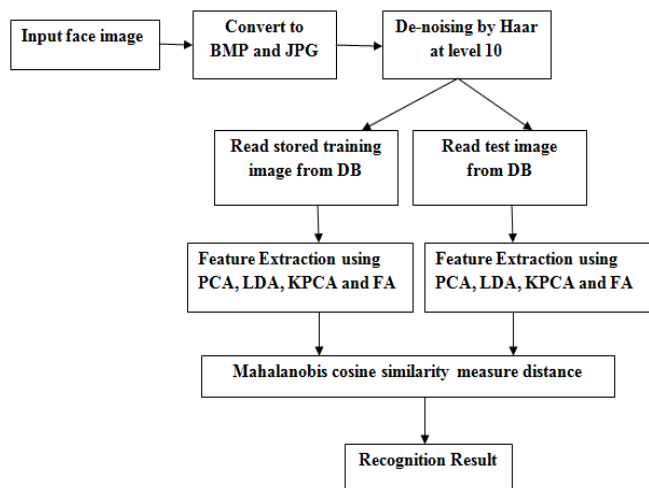 Input face image
Convert to
BMP and JPG
De-noising by Haar
at level 10
Read stored training
image from DB
Read test image
from DB
Feature Extraction using
PCA, LDA, KPCA and FA
Feature Extraction using
PCA, LDA, KPCA and FA
Mahalanobis cosine similarity measure distance
Recognition Result